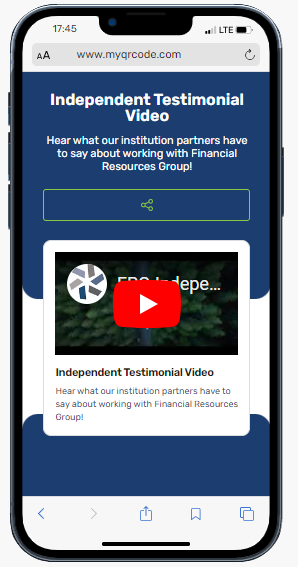 17:45
LTE
AA
www.myqrcode.com
Independent Testimonial
Video
Hear what our institution partners have
to say about working with Financial
Resources Group!
Indepe...
Independent Testimonial Video
Hear what our institution partners have to
say about working with Financial Resources
Group!